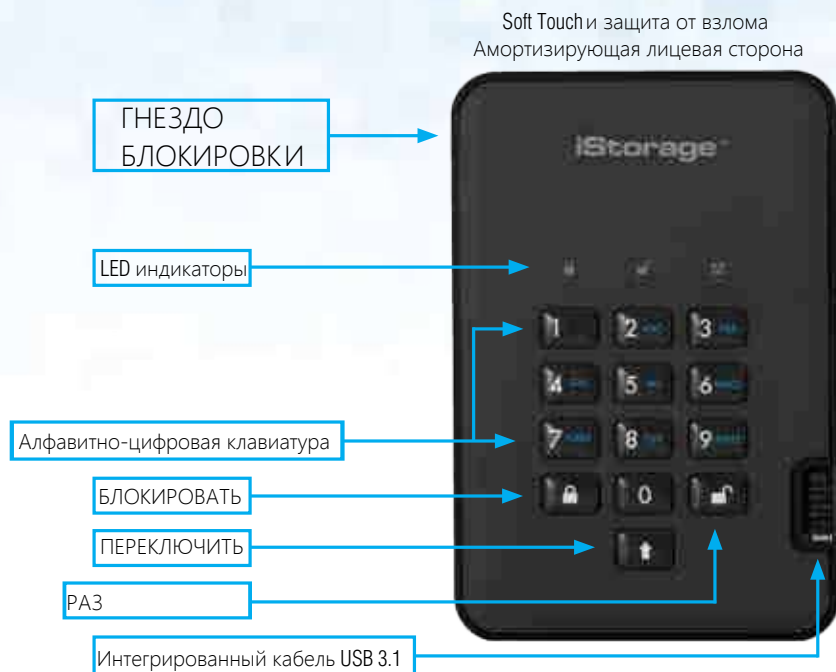 Soft Touch и защита от взлома
Амортизирующая лицевая сторона
ГНЕЗДО
БЛОКИРОВКИ
iStorage
LED индикаторы
1
2
3
4
5
6
7
8
9
0
Алфавитно-цифровая клавиатура
БЛОКИРОВАТЬ
ПЕРЕКЛЮЧИТЬ
РАЗ
Интегрированный кабель USB 3.1